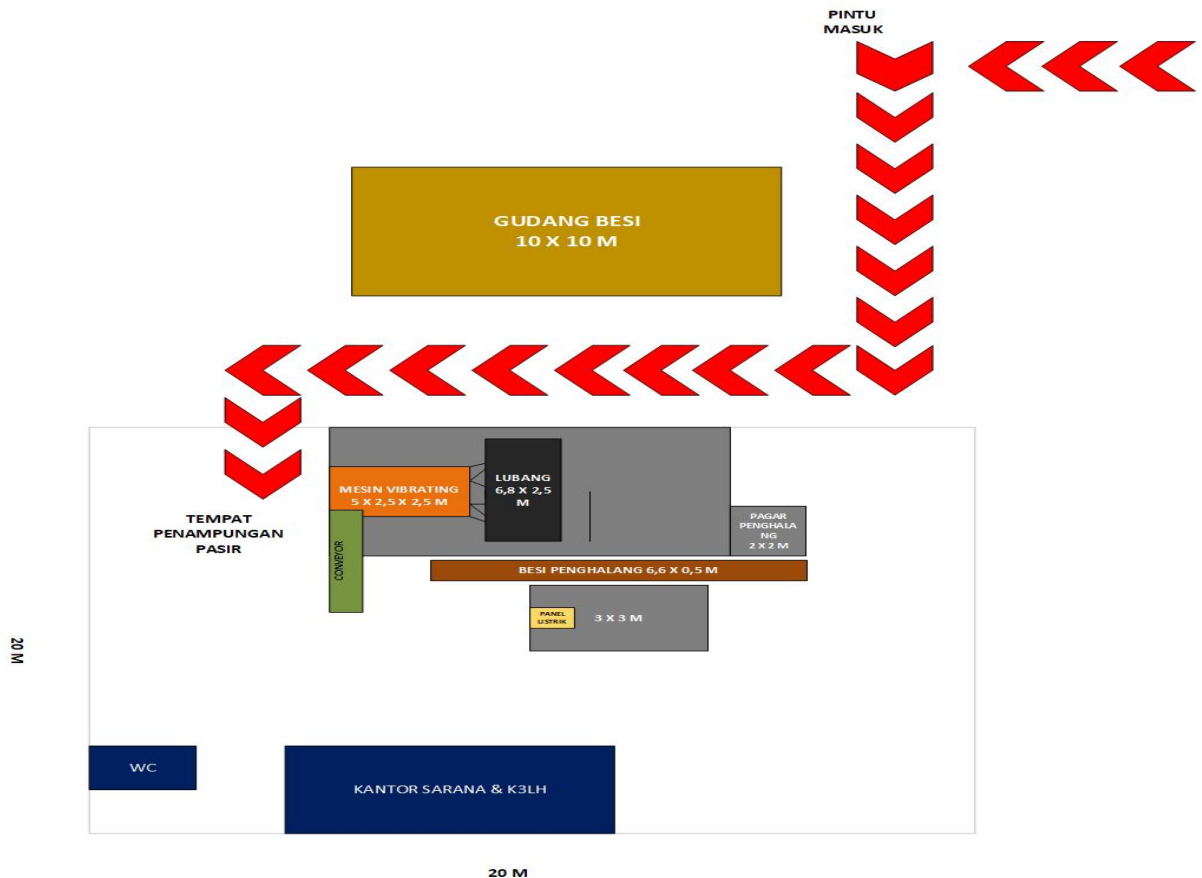 PINTU
MASUK
GUDANG BESI
10 X 10 M
MESIN VIBRATING
5 X 2,5 X 2,5 M
LUBANG
6,8 X 2,5
M
TEMPAT
PENAMPUNGAN
PASIR
CONVEYOR
PAGAR
PENGHALA
NG
2 X 2 M
BESI PENGHALANG 6,6 X 0,5 M
PANEL
LISTRIK
3 X 3 M
20 M
WC
KANTOR SARANA & K3LH
20 M